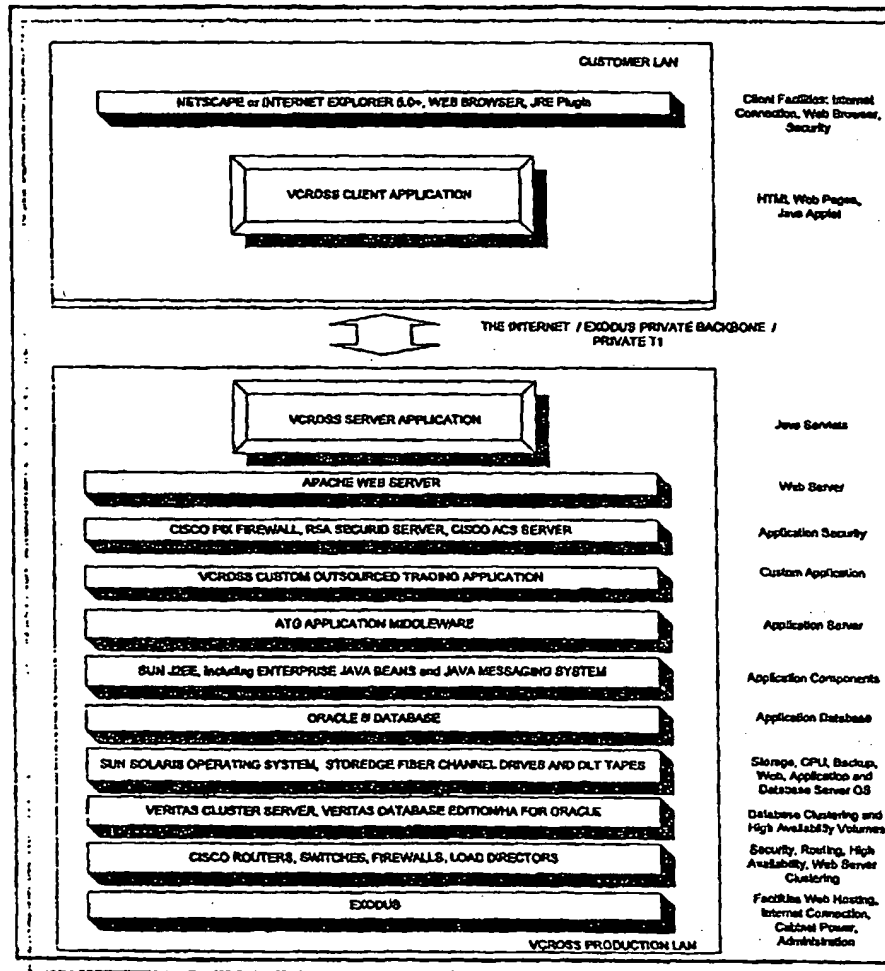 CUSTOMER LAN
NETSCAPE or INTERNET EXPLORER 5.0+, WEB BROWSER, JRE Plugin
Client Facilities: Internet
Connection, Web Browser,
Security
VCROSS CLIENT APPLICATION
HTML, Web Pages,
Java Applet
THE INTERNET / EXODUS PRIVATE BACKBONE /
PRIVATE T1
VCROSS SERVER APPLICATION
Java Servlets
APACHE WEB SERVER
Web Server
CISCO PIX FIREWALL, RSA SECURID SERVER, CISCO ACS SERVER
Application Security
VCROSS CUSTOM OUTSOURCED TRADING APPLICATION
Custom Application
ATG APPLICATION MIDDLEWARE
Application Server
SUN J2EE, including ENTERPRISE JAVA BEANS and JAVA MESSAGING SYSTEM
Application Components
ORACLE 8i DATABASE
Application Database
SUN SOLARIS OPERATING SYSTEM, STOREDGE FIBER CHANNEL DRIVES AND DLT TAPES
Storage, CPU, Backup,
Web, Application and
Database Server OS
VERITAS CLUSTER SERVER, VERITAS DATABASE EDITION/HA FOR ORACLE
Database Clustering and
High Availability Volumes
CISCO ROUTERS, SWITCHES, FIREWALLS, LOAD DIRECTORS
Security, Routing, High
Availability, Web Server
Clustering
EXODUS
Facilities Web Hosting,
Internet Connection,
Cabinet Power,
Administration
VCROSS PRODUCTION LAN